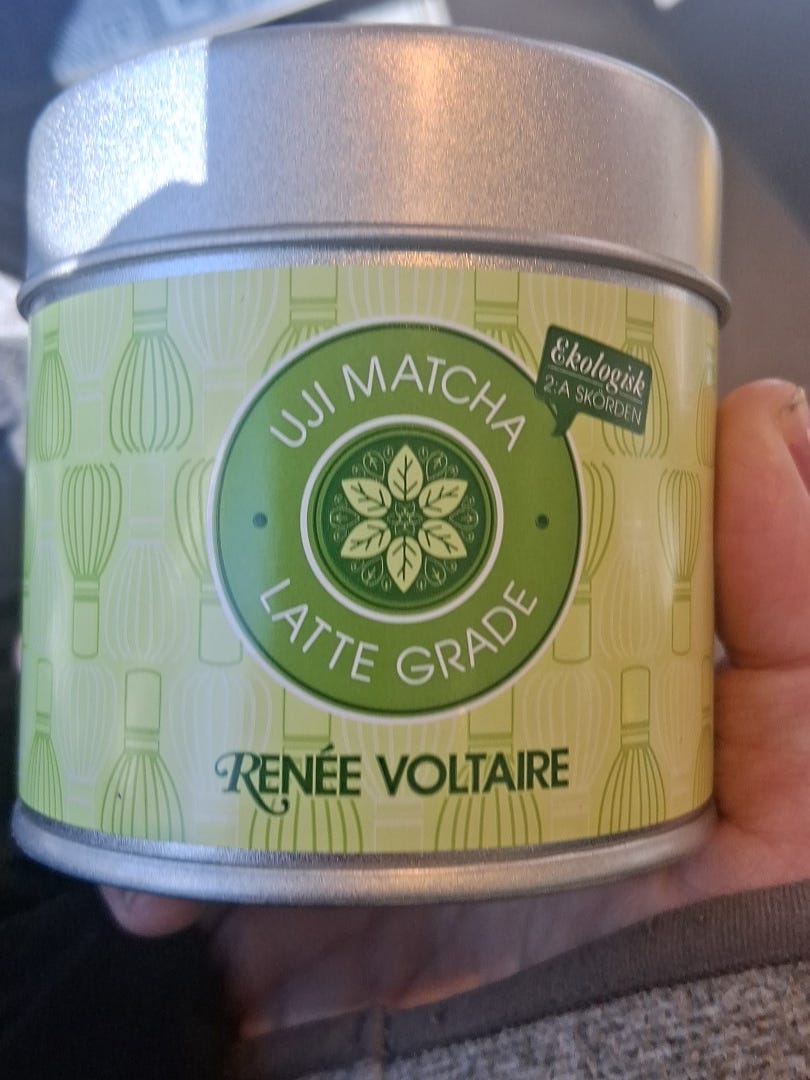 UJI MATCHA
Ekologisk
2:A SKÖRDEN
LATTE GRADE
RENÉE VOLTAIRE